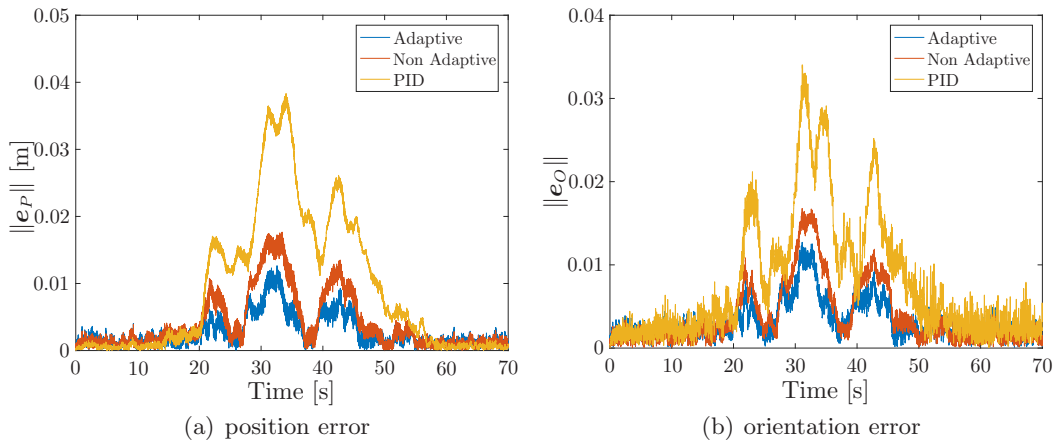 0.05
0.04
0.03
0.02
0.01
0
‖e_P‖ [m]
Adaptive
Non Adaptive
PID
0 10 20 30 40 50 60 70
Time [s]
(a) position error
0.04
0.03
0.02
0.01
0
‖e_O‖
Adaptive
Non Adaptive
PID
0 10 20 30 40 50 60 70
Time [s]
(b) orientation error